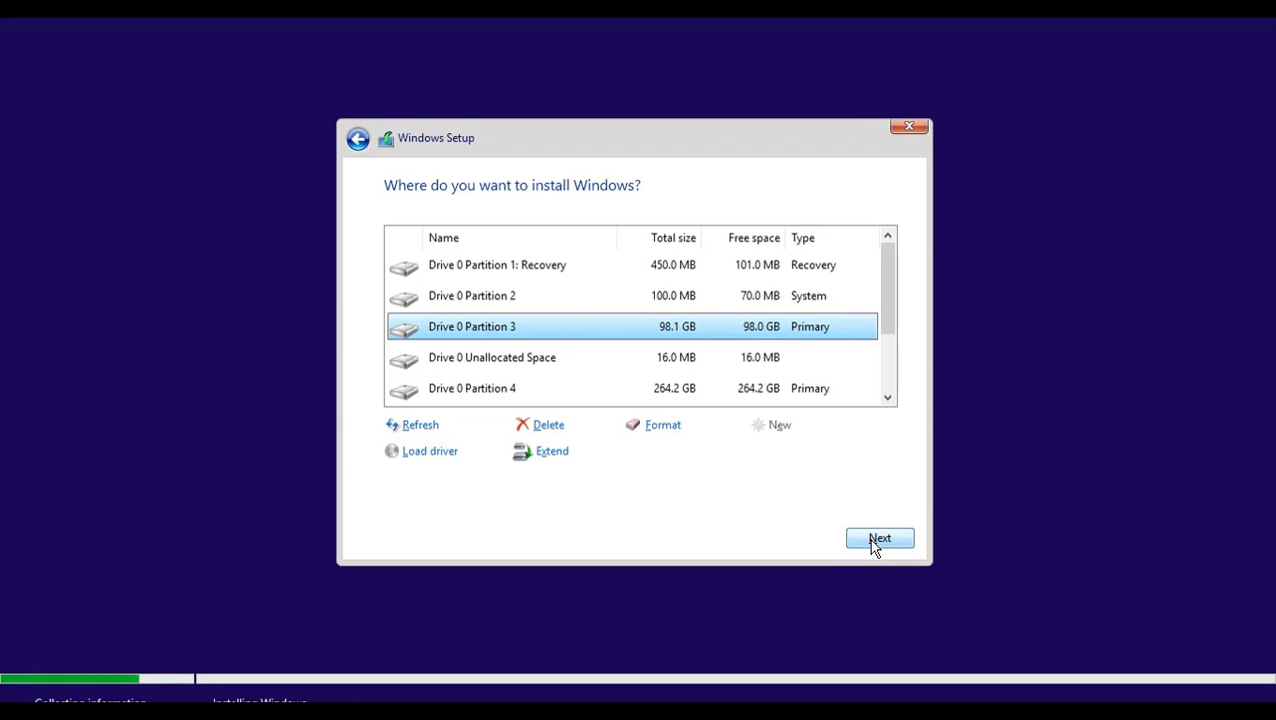 Windows Setup
Where do you want to install Windows?
Name Total size Free space Type
Drive 0 Partition 1: Recovery 450.0 MB 101.0 MB Recovery
Drive 0 Partition 2 100.0 MB 70.0 MB System
Drive 0 Partition 3 98.1 GB 98.0 GB Primary
Drive 0 Unallocated Space 16.0 MB 16.0 MB
Drive 0 Partition 4 264.2 GB 264.2 GB Primary
Refresh Delete Format New
Load driver Extend
Next
Collecting information Installing Windows